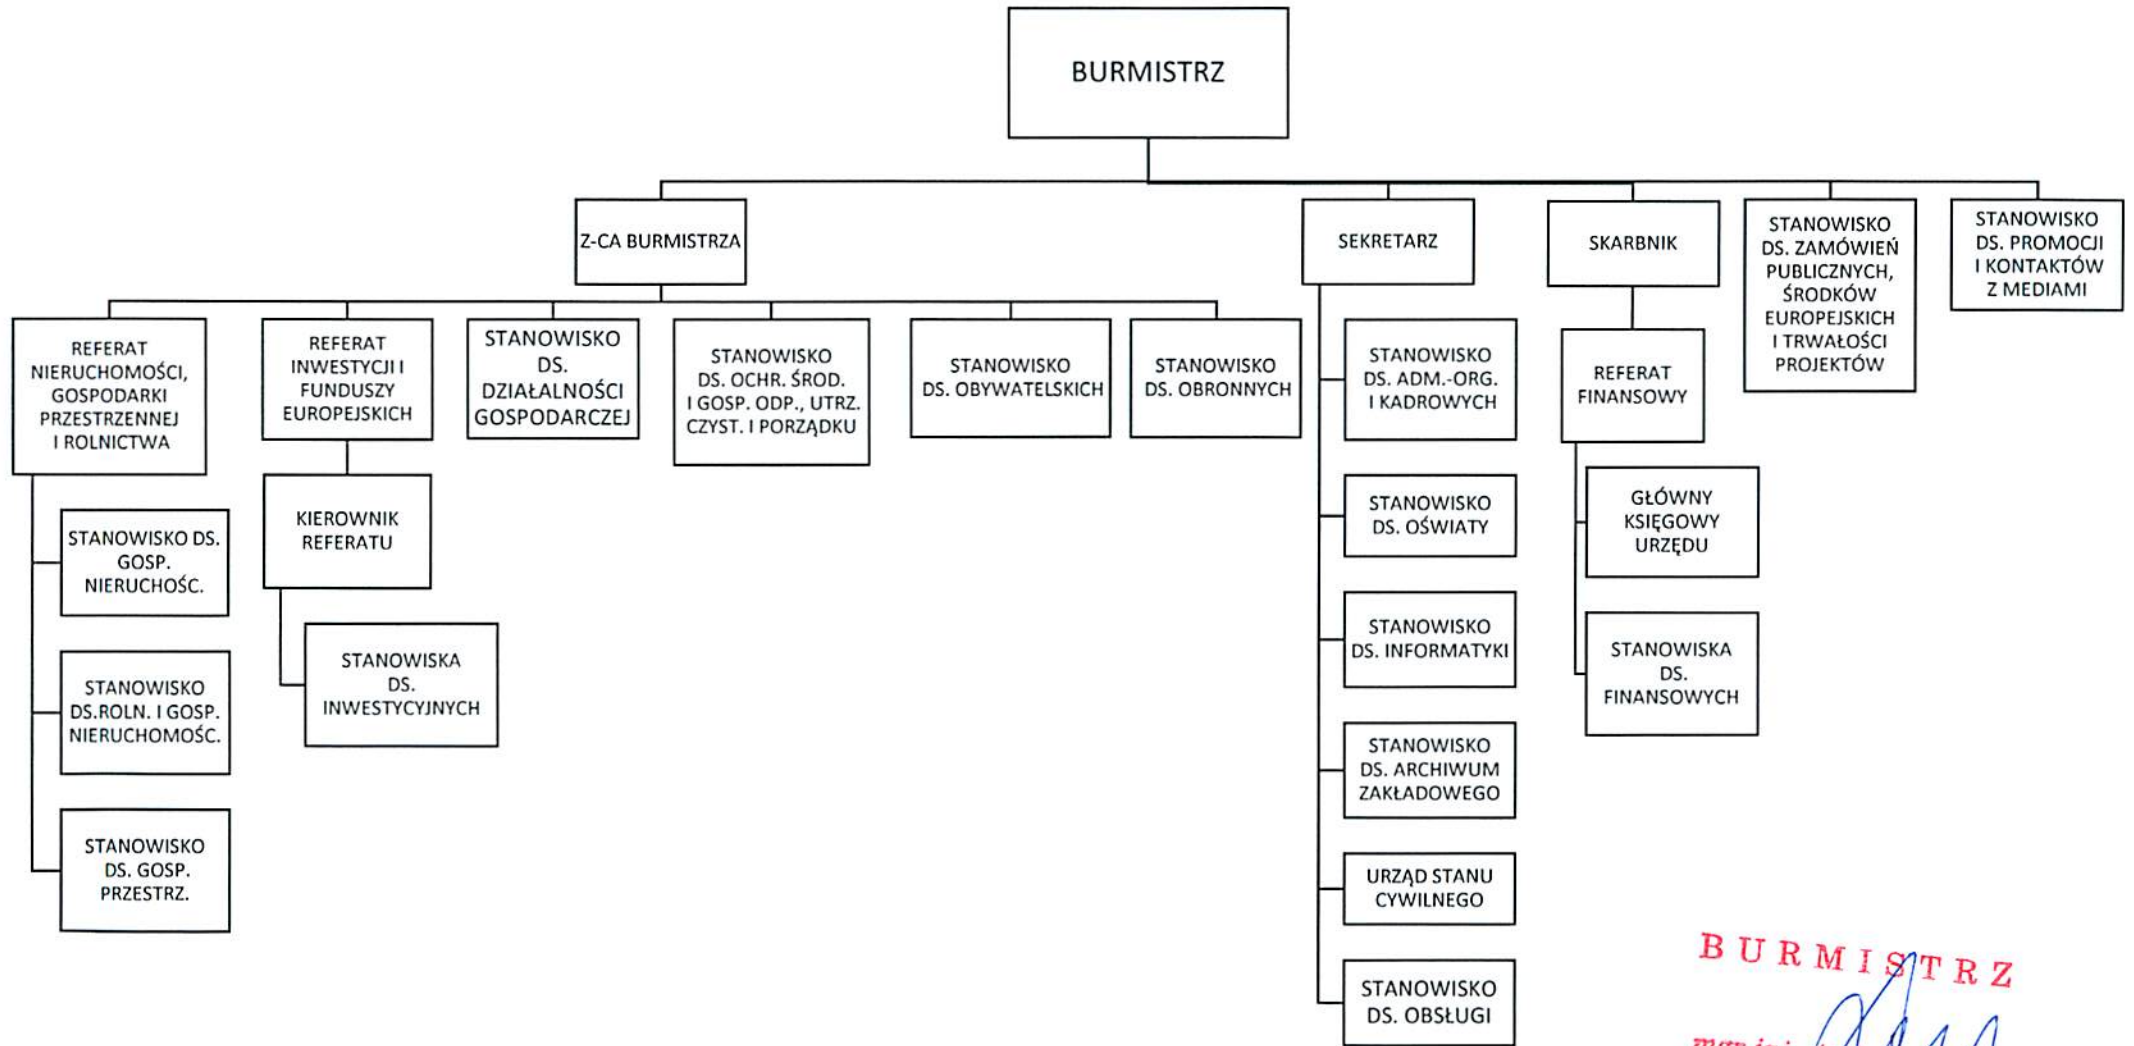 BURMISTRZ
Z-CA BURMISTRZA
SEKRETARZ
SKARBNIK
STANOWISKO
DS. ZAMÓWIEŃ
PUBLICZNYCH,
ŚRODKÓW
EUROPEJSKICH
I TRWAŁOŚCI
PROJEKTÓW
STANOWISKO
DS. PROMOCJI
I KONTAKTÓW
Z MEDIAMI
REFERAT
NIERUCHOMOŚCI,
GOSPODARKI
PRZESTRZENNEJ
I ROLNICTWA
REFERAT
INWESTYCJI I
FUNDUSZY
EUROPEJSKICH
STANOWISKO
DS.
DZIAŁALNOŚCI
GOSPODARCZEJ
STANOWISKO
DS. OCHR. ŚROD.
I GOSP. ODP., UTRZ.
CZYST. I PORZĄDKU
STANOWISKO
DS. OBYWATELSKICH
STANOWISKO
DS. OBRONNYCH
STANOWISKO
DS. ADM.-ORG.
I KADROWYCH
REFERAT
FINANSOWY
STANOWISKO DS.
GOSP.
NIERUCHOŚC.
KIEROWNIK
REFERATU
STANOWISKO
DS. OŚWIATY
GŁÓWNY
KSIĘGOWY
URZĘDU
STANOWISKO
DS.ROLN. I GOSP.
NIERUCHOMOŚC.
STANOWISKA
DS.
INWESTYCYJNYCH
STANOWISKO
DS. INFORMATYKI
STANOWISKA
DS.
FINANSOWYCH
STANOWISKO
DS. GOSP.
PRZESTRZ.
STANOWISKO
DS. ARCHIWUM
ZAKŁADOWEGO
URZĄD STANU
CYWILNEGO
STANOWISKO
DS. OBSŁUGI
BURMISTRZ